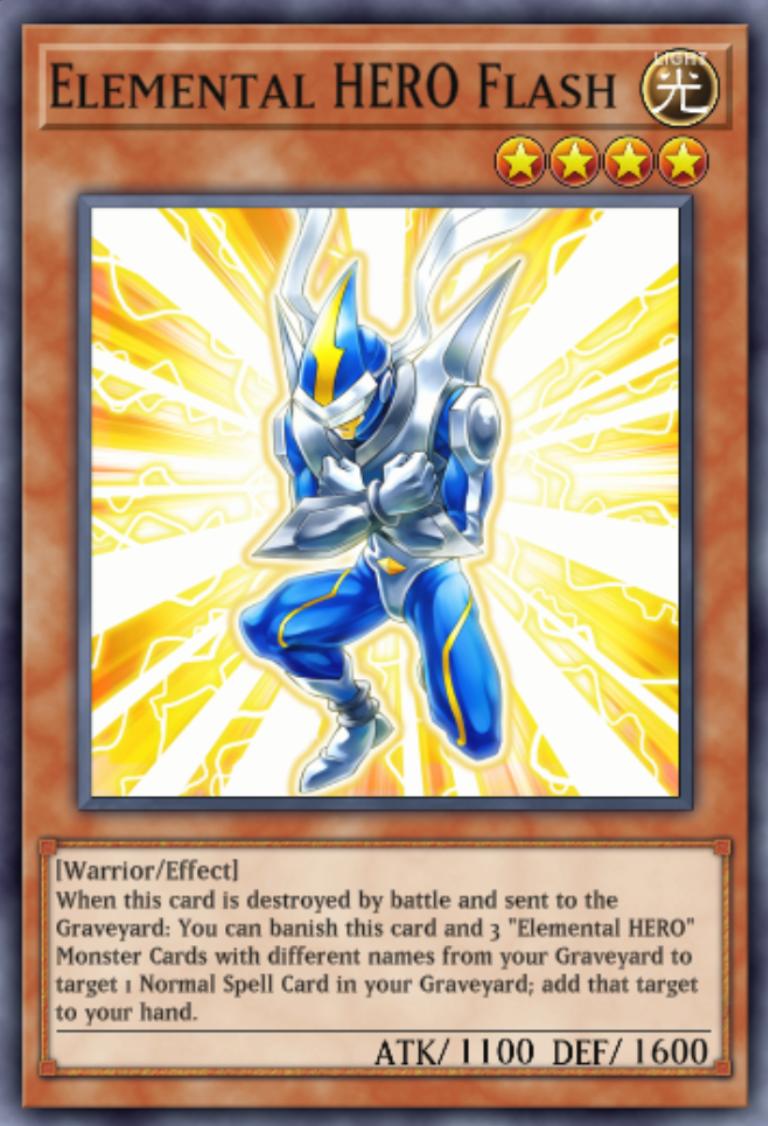 ELEMENTAL HERO FLASH
LIGHT
光
[Warrior/Effect]
When this card is destroyed by battle and sent to the
Graveyard: You can banish this card and 3 "Elemental HERO"
Monster Cards with different names from your Graveyard to
target 1 Normal Spell Card in your Graveyard; add that target
to your hand.
ATK/ 1100 DEF/ 1600